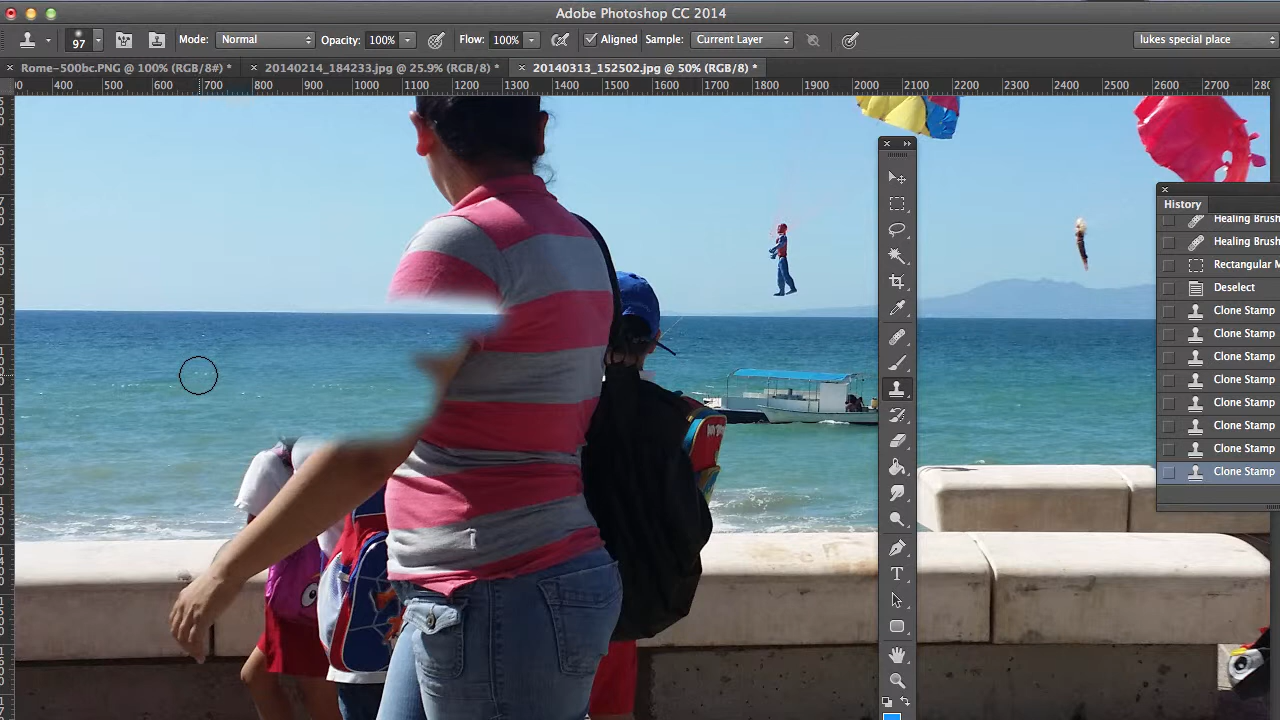 Adobe Photoshop CC 2014
97 Mode: Normal Opacity: 100% Flow: 100% Aligned Sample: Current Layer lukes special place
Rome-500bc.PNG @ 100% (RGB/8#) * 20140214_184233.jpg @ 25.9% (RGB/8) * 20140313_152502.jpg @ 50% (RGB/8) *
400 500 600 700 800 900 1000 1100 1200 1300 1400 1500 1600 1700 1800 1900 2000 2100 2200 2300 2400 2500 2600 2700 280
History
Healing Brush
Healing Brush
Rectangular M
Deselect
Clone Stamp
Clone Stamp
Clone Stamp
Clone Stamp
Clone Stamp
Clone Stamp
Clone Stamp
Clone Stamp
T